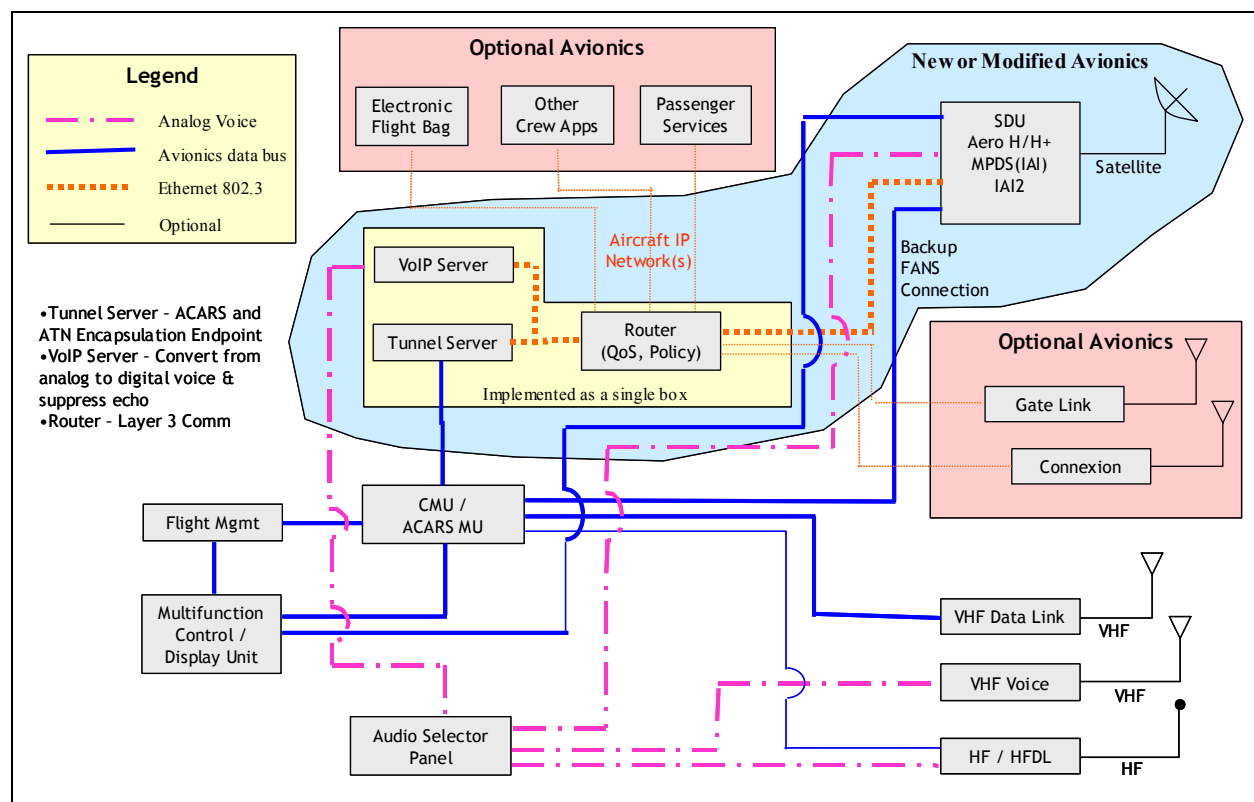 Legend
Analog Voice
Avionics data bus
Ethernet 802.3
Optional
Optional Avionics
Electronic
Flight Bag
Other
Crew Apps
Passenger
Services
New or Modified Avionics
SDU
Aero H/H+
MPDS(IAI)
IAI2
Satellite
Aircraft IP
Network(s)
VoIP Server
Tunnel Server
Router
(QoS, Policy)
Implemented as a single box
Backup
FANS
Connection
•Tunnel Server - ACARS and
ATN Encapsulation Endpoint
•VoIP Server - Convert from
analog to digital voice &
suppress echo
•Router - Layer 3 Comm
Optional Avionics
Gate Link
Connexion
Flight Mgmt
CMU /
ACARS MU
Multifunction
Control /
Display Unit
VHF Data Link
VHF
VHF Voice
VHF
Audio Selector
Panel
HF / HFDL
HF